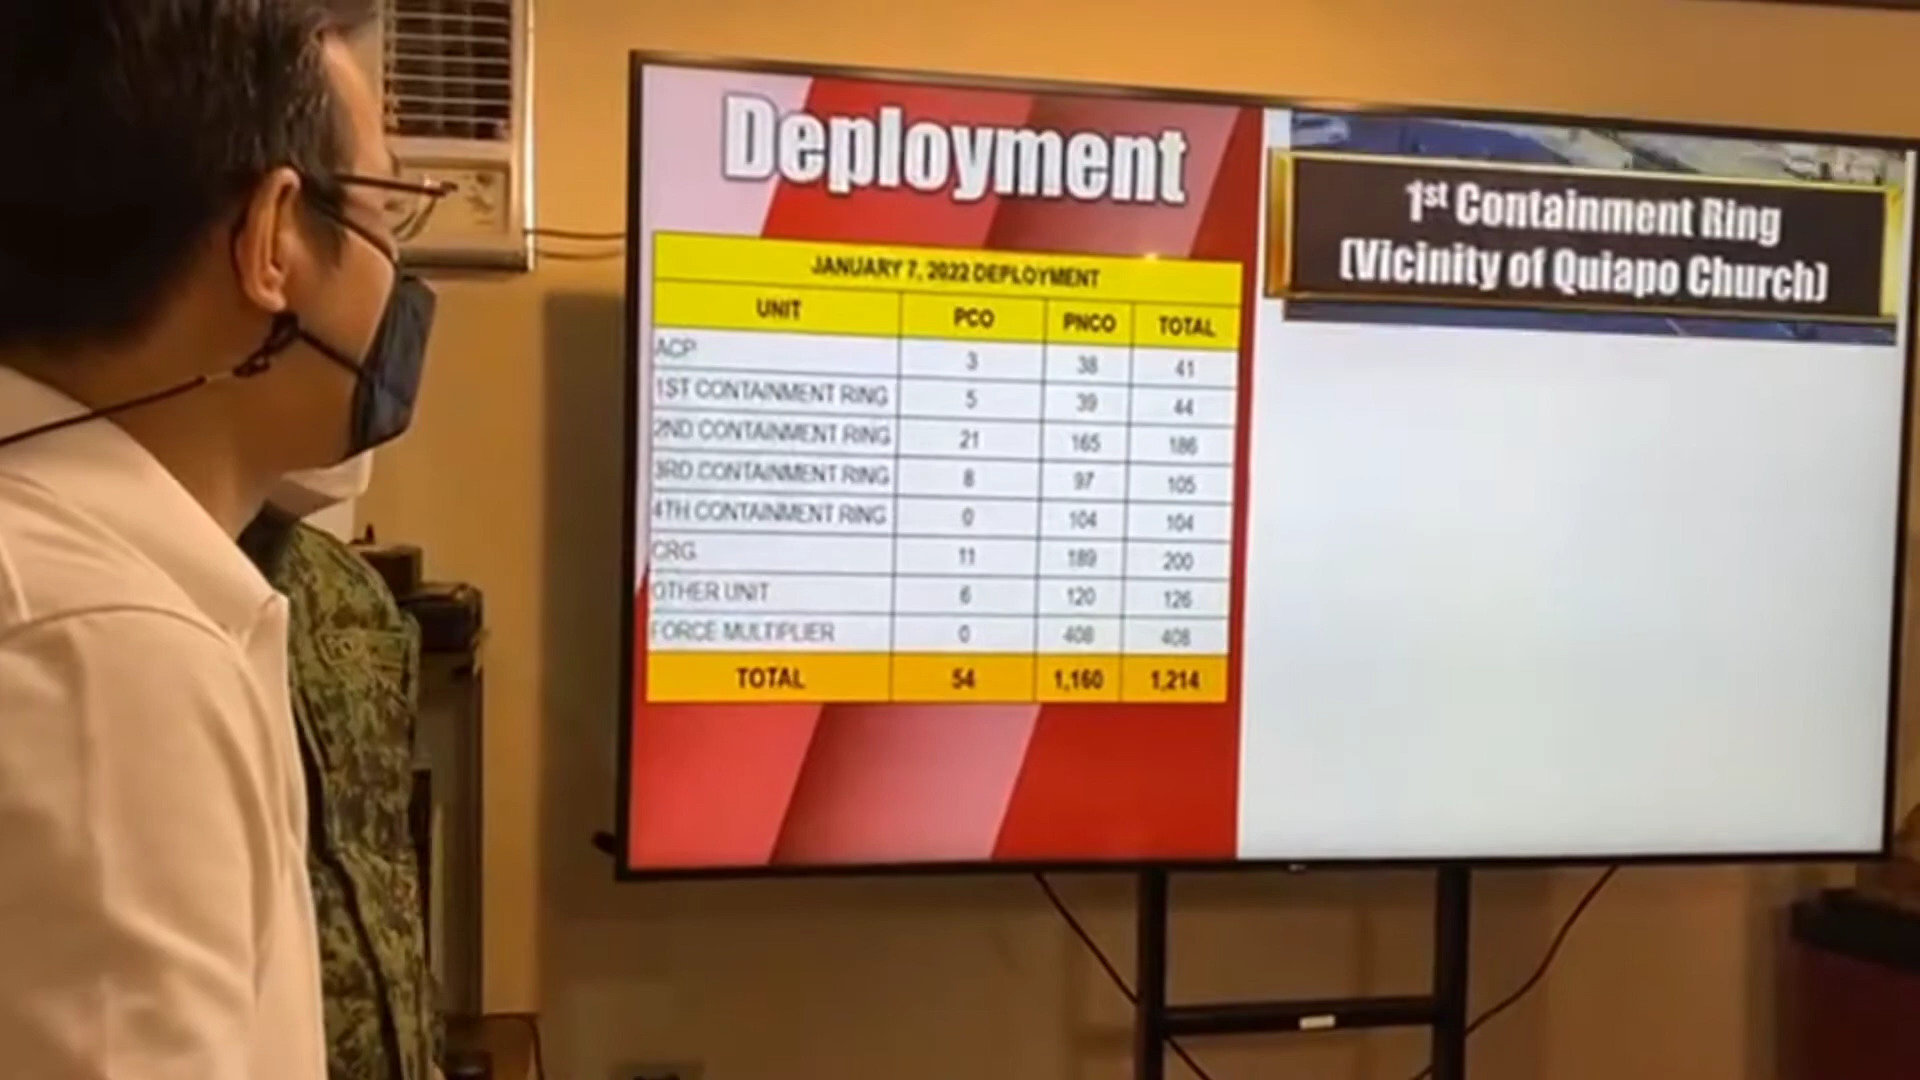 Deployment
JANUARY 7, 2022 DEPLOYMENT
UNIT PCO PNCO TOTAL
ACP 3 38 41
1ST CONTAINMENT RING 5 39 44
2ND CONTAINMENT RING 21 165 186
3RD CONTAINMENT RING 8 97 105
4TH CONTAINMENT RING 0 104 104
CRG 11 189 200
OTHER UNIT 6 120 126
FORCE MULTIPLIER 0 408 408
TOTAL 54 1,160 1,214
1st Containment Ring
(Vicinity of Quiapo Church)